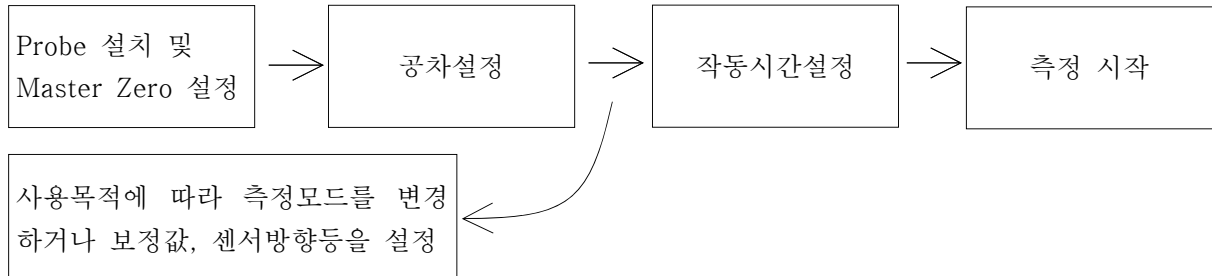 Probe 설치 및
Master Zero 설정
공차설정
작동시간설정
측정 시작
사용목적에 따라 측정모드를 변경
하거나 보정값, 센서방향등을 설정